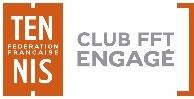 TEN
FÉDÉRATION
FRANÇAISE
NIS
CLUB FFT
ENGAGÉ